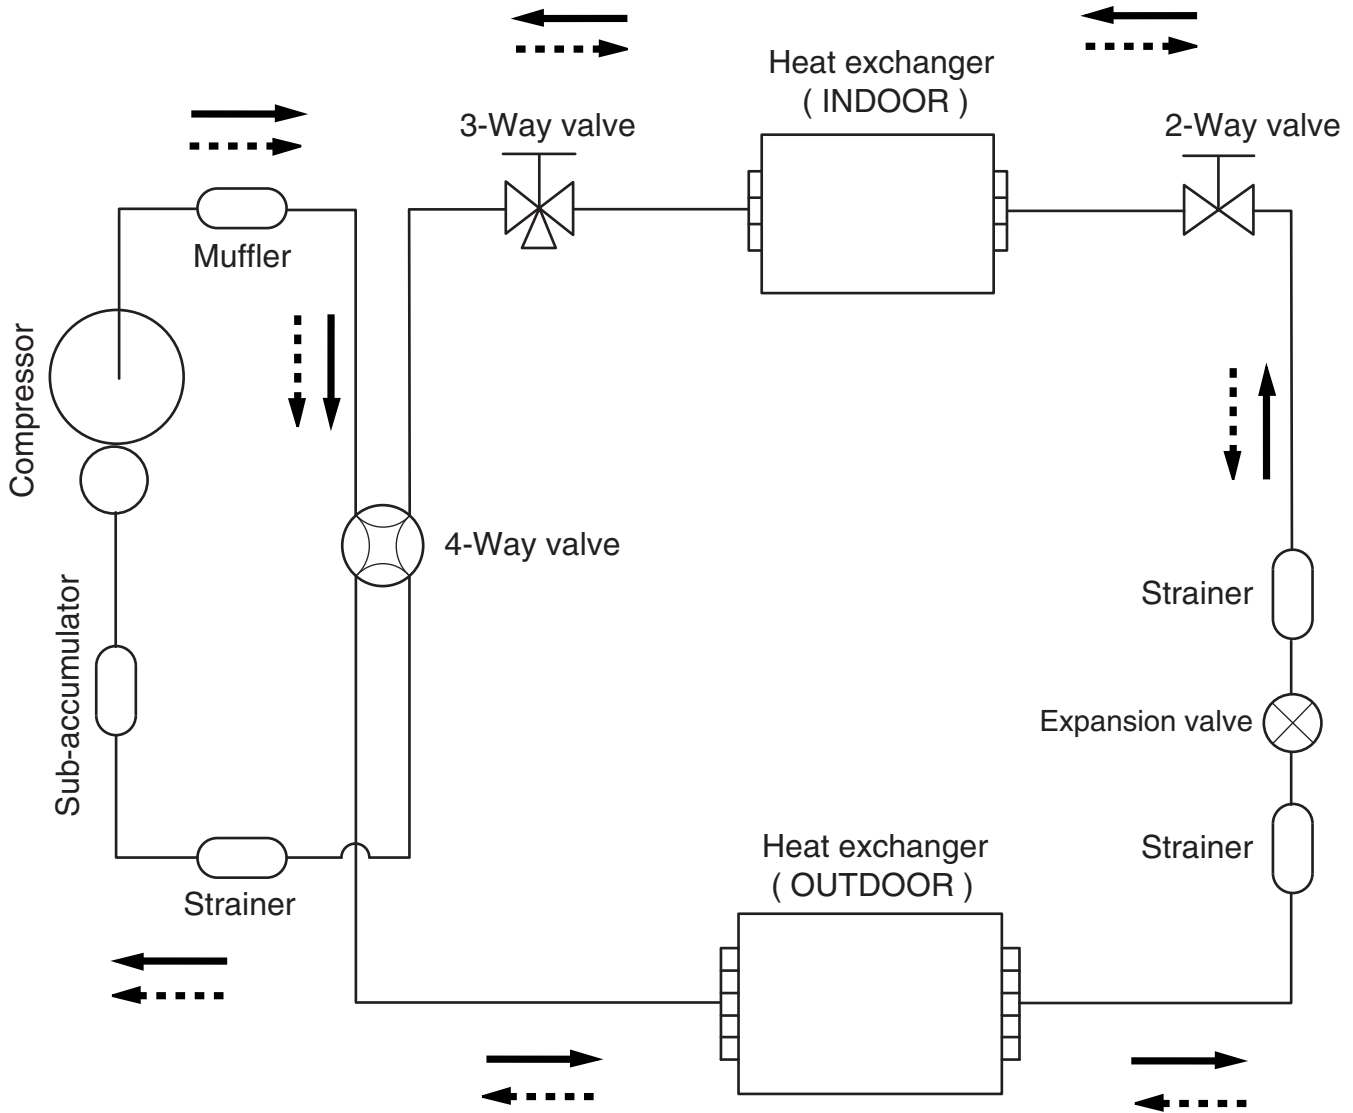 Heat exchanger
( INDOOR )
3-Way valve
2-Way valve
Muffler
Compressor
4-Way valve
Strainer
Sub-accumulator
Expansion valve
Strainer
Heat exchanger
( OUTDOOR )
Strainer